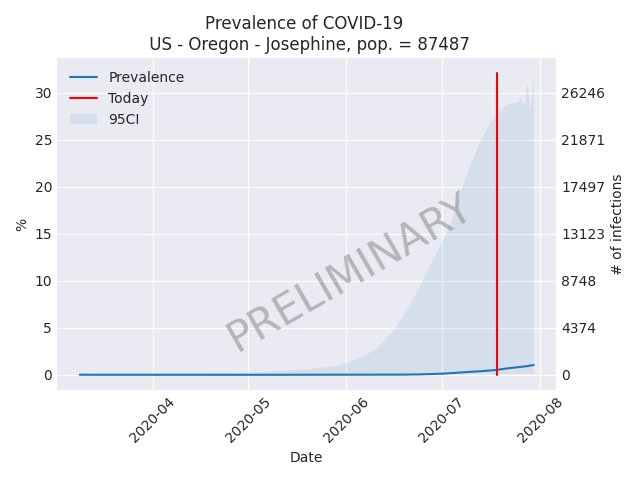 Prevalence of COVID-19
US - Oregon - Josephine, pop. = 87487
Prevalence
Today
95CI
30
25
20
15
10
5
0
%
26246
21871
17497
13123
8748
4374
0
# of infections
PRELIMINARY
2020-04
2020-05
2020-06
2020-07
2020-08
Date